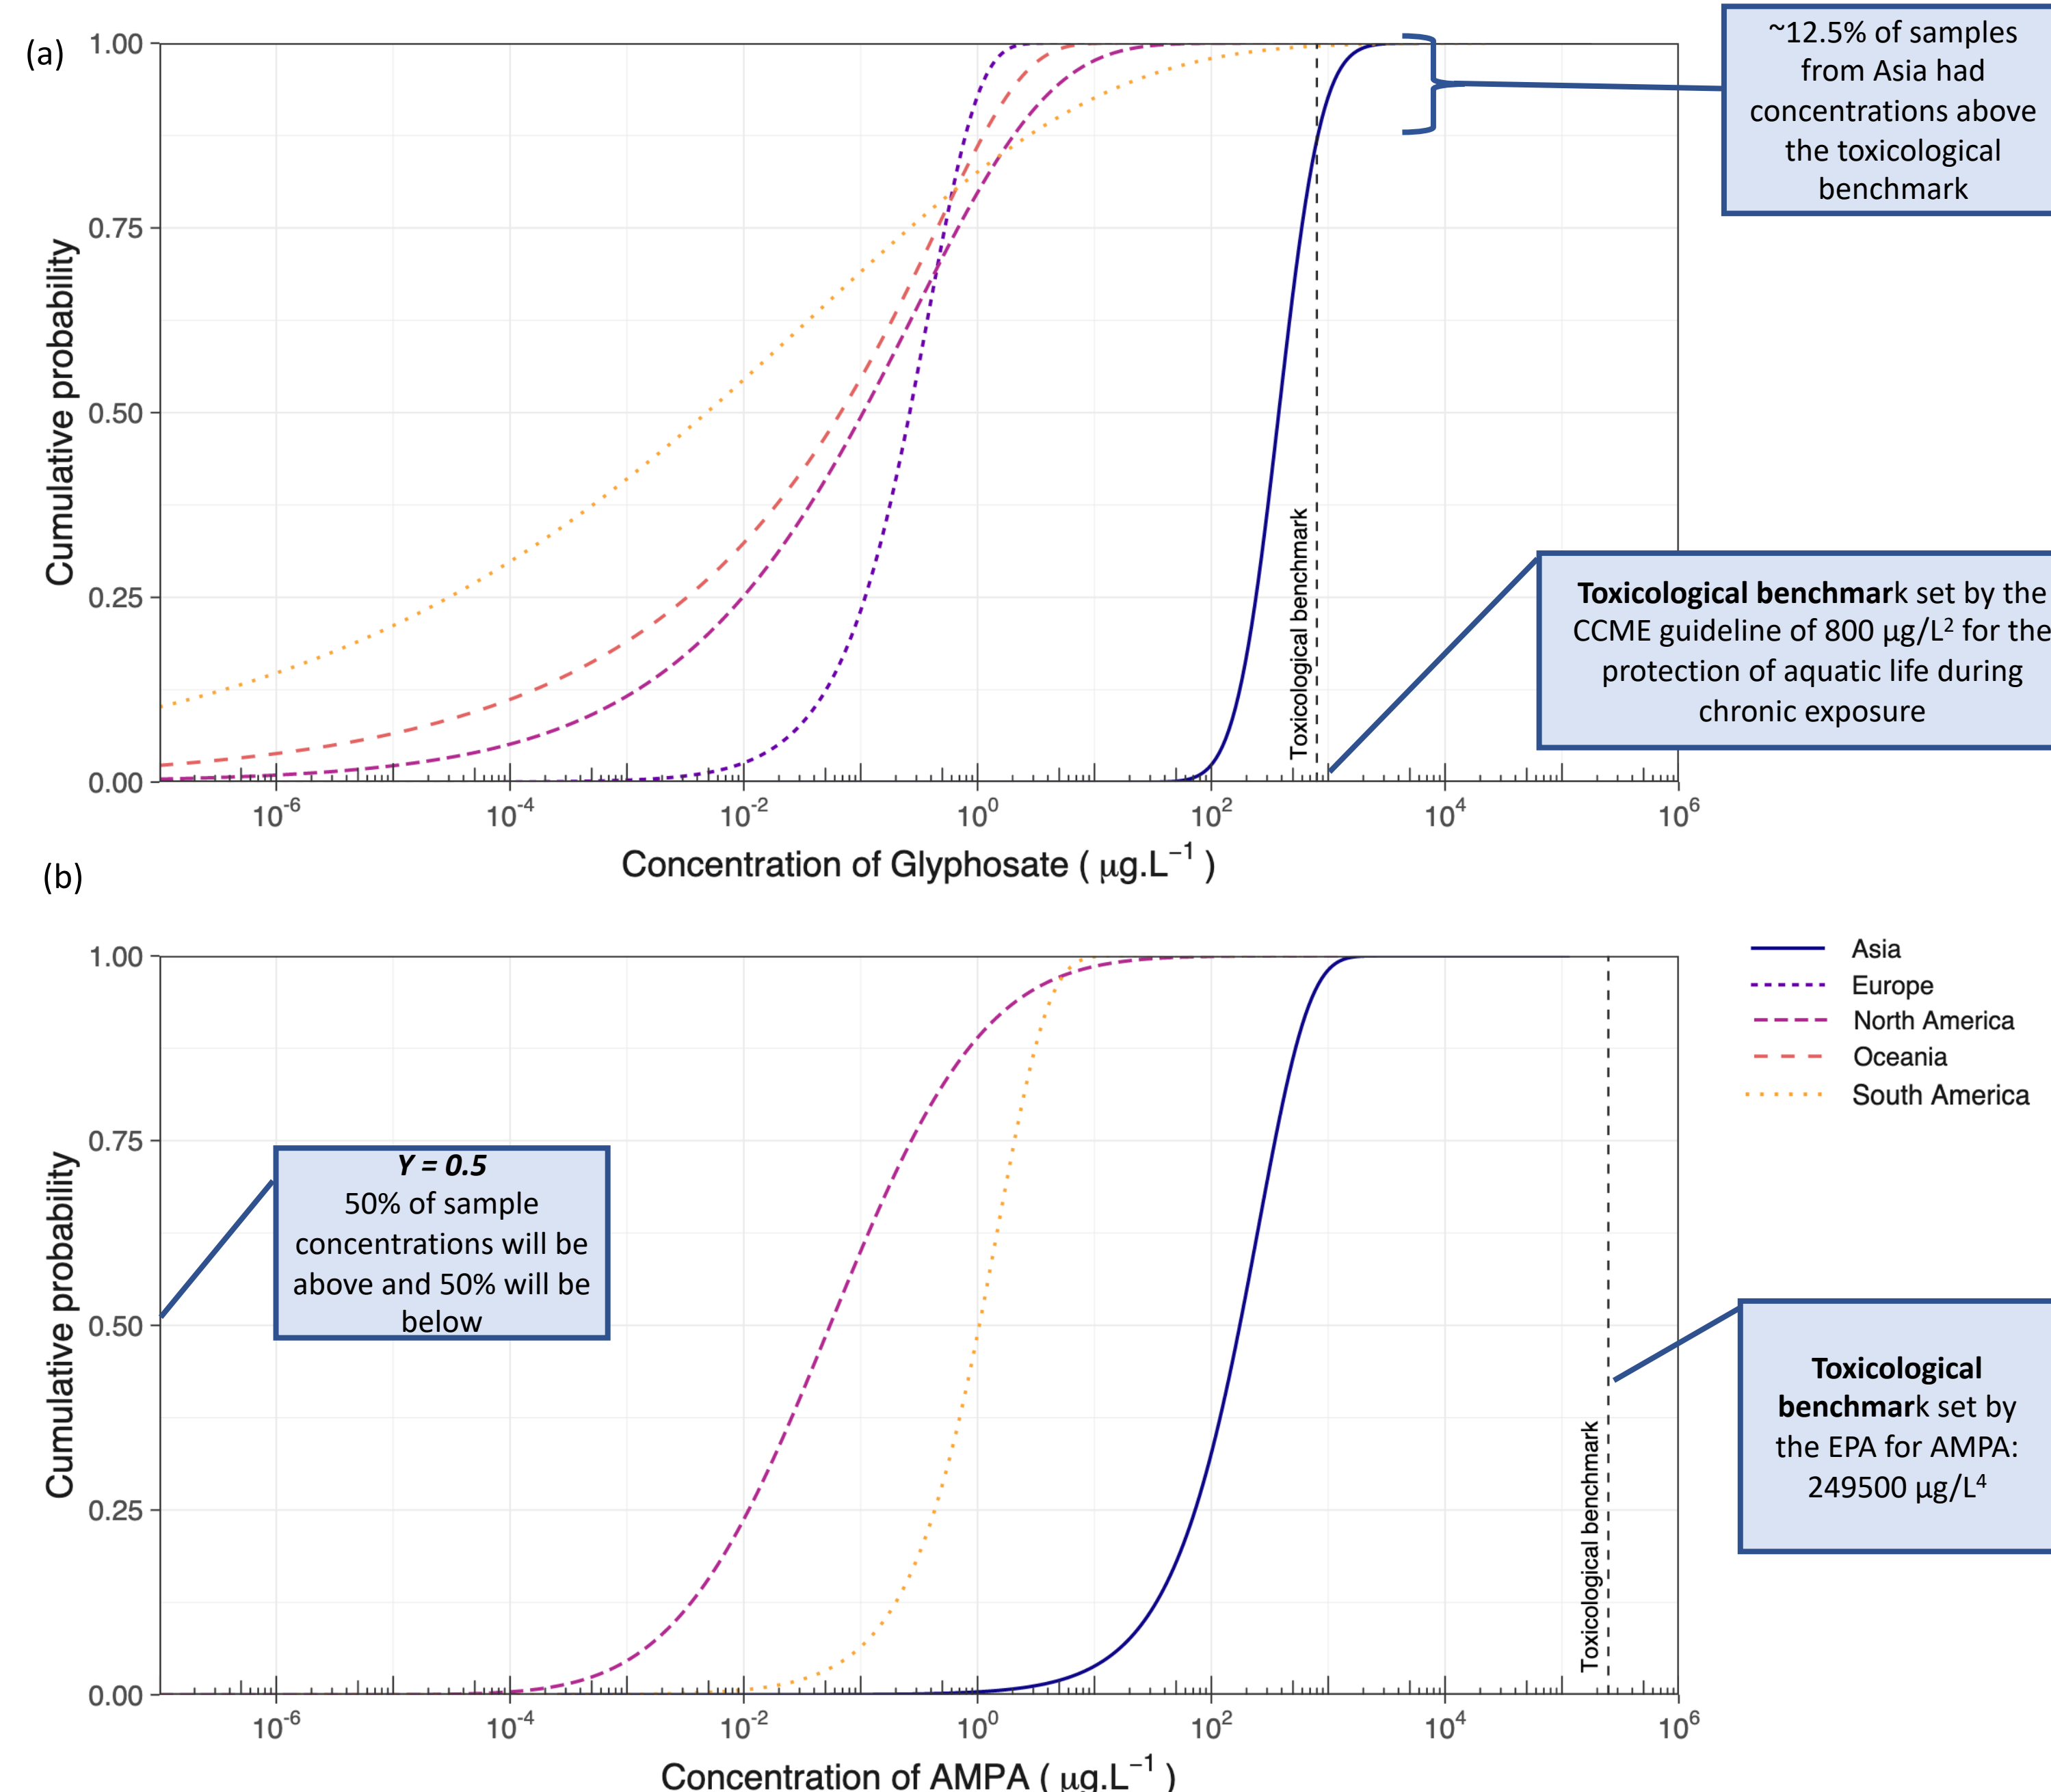 (a)
~12.5% of samples
from Asia had
concentrations above
the toxicological
benchmark
1.00
0.75
0.50
0.25
0.00
Cumulative probability
Toxicological benchmark
Toxicological benchmark set by the
CCME guideline of 800 µg/L² for the
protection of aquatic life during
chronic exposure
10⁻⁶ 10⁻⁴ 10⁻² 10⁰ 10² 10⁴ 10⁶
Concentration of Glyphosate ( µg.L⁻¹ )
(b)
1.00
0.75
0.50
0.25
0.00
Cumulative probability
Y = 0.5
50% of sample
concentrations will be
above and 50% will be
below
Asia
Europe
North America
Oceania
South America
Toxicological benchmark
Toxicological
benchmark set by
the EPA for AMPA:
249500 µg/L⁴
10⁻⁶ 10⁻⁴ 10⁻² 10⁰ 10² 10⁴ 10⁶
Concentration of AMPA ( µg.L⁻¹ )